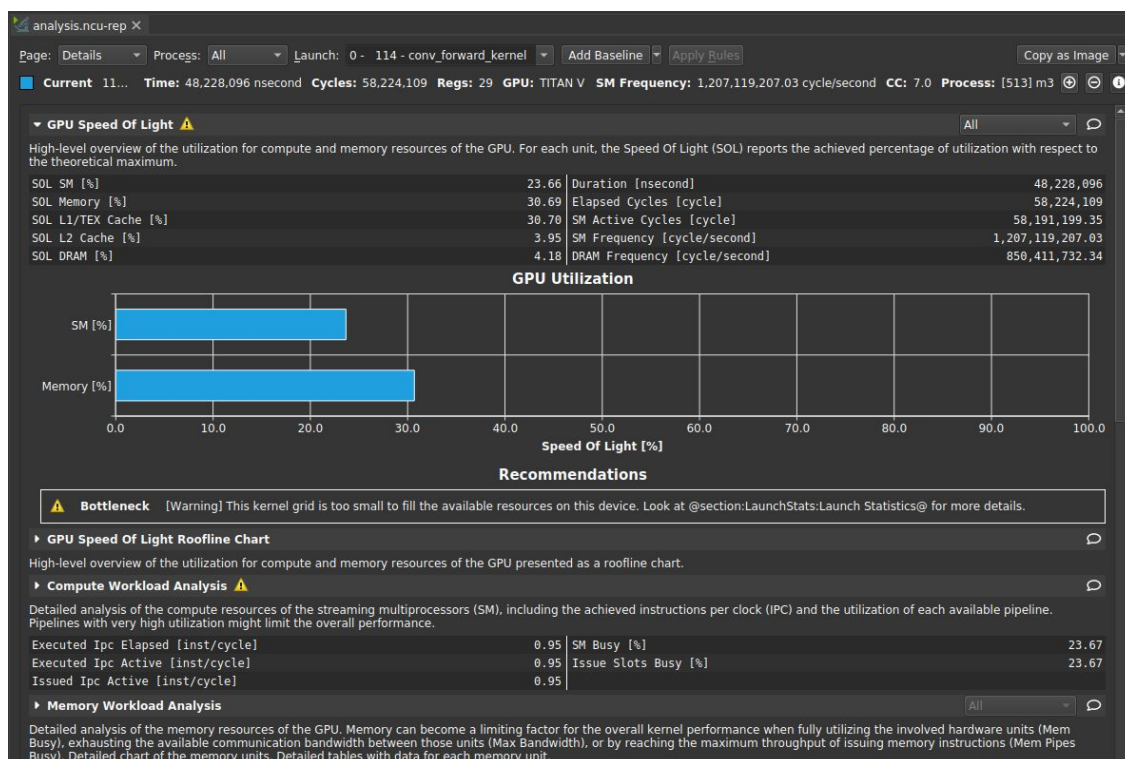 analysis.ncu-rep ×
Page: Details Process: All Launch: 0 - 114 - conv_forward_kernel Add Baseline Apply Rules Copy as Image
Current 11... Time: 48,228,096 nsecond Cycles: 58,224,109 Regs: 29 GPU: TITAN V SM Frequency: 1,207,119,207.03 cycle/second CC: 7.0 Process: [513] m3
GPU Speed Of Light All
High-level overview of the utilization for compute and memory resources of the GPU. For each unit, the Speed Of Light (SOL) reports the achieved percentage of utilization with respect to
the theoretical maximum.
SOL SM [%] 23.66 Duration [nsecond] 48,228,096
SOL Memory [%] 30.69 Elapsed Cycles [cycle] 58,224,109
SOL L1/TEX Cache [%] 30.70 SM Active Cycles [cycle] 58,191,199.35
SOL L2 Cache [%] 3.95 SM Frequency [cycle/second] 1,207,119,207.03
SOL DRAM [%] 4.18 DRAM Frequency [cycle/second] 850,411,732.34
GPU Utilization
SM [%]
Memory [%]
0.0 10.0 20.0 30.0 40.0 50.0 60.0 70.0 80.0 90.0 100.0
Speed Of Light [%]
Recommendations
Bottleneck [Warning] This kernel grid is too small to fill the available resources on this device. Look at @section:LaunchStats:Launch Statistics@ for more details.
GPU Speed Of Light Roofline Chart
High-level overview of the utilization for compute and memory resources of the GPU presented as a roofline chart.
Compute Workload Analysis
Detailed analysis of the compute resources of the streaming multiprocessors (SM), including the achieved instructions per clock (IPC) and the utilization of each available pipeline.
Pipelines with very high utilization might limit the overall performance.
Executed Ipc Elapsed [inst/cycle] 0.95 SM Busy [%] 23.67
Executed Ipc Active [inst/cycle] 0.95 Issue Slots Busy [%] 23.67
Issued Ipc Active [inst/cycle] 0.95
Memory Workload Analysis All
Detailed analysis of the memory resources of the GPU. Memory can become a limiting factor for the overall kernel performance when fully utilizing the involved hardware units (Mem
Busy), exhausting the available communication bandwidth between those units (Max Bandwidth), or by reaching the maximum throughput of issuing memory instructions (Mem Pipes
Busy). Detailed chart of the memory units. Detailed tables with data for each memory unit.